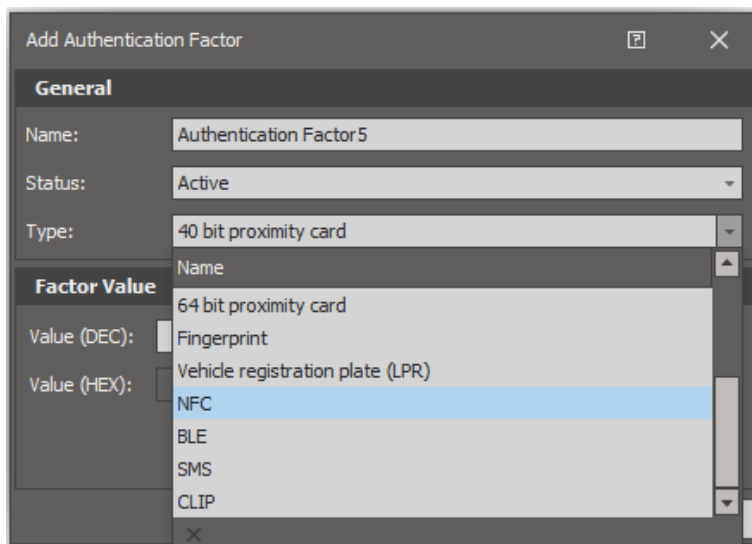 Add Authentication Factor
General
Name: Authentication Factor5
Status: Active
Type: 40 bit proximity card
Name
Factor Value
64 bit proximity card
Value (DEC): Fingerprint
Vehicle registration plate (LPR)
Value (HEX): NFC
BLE
SMS
CLIP